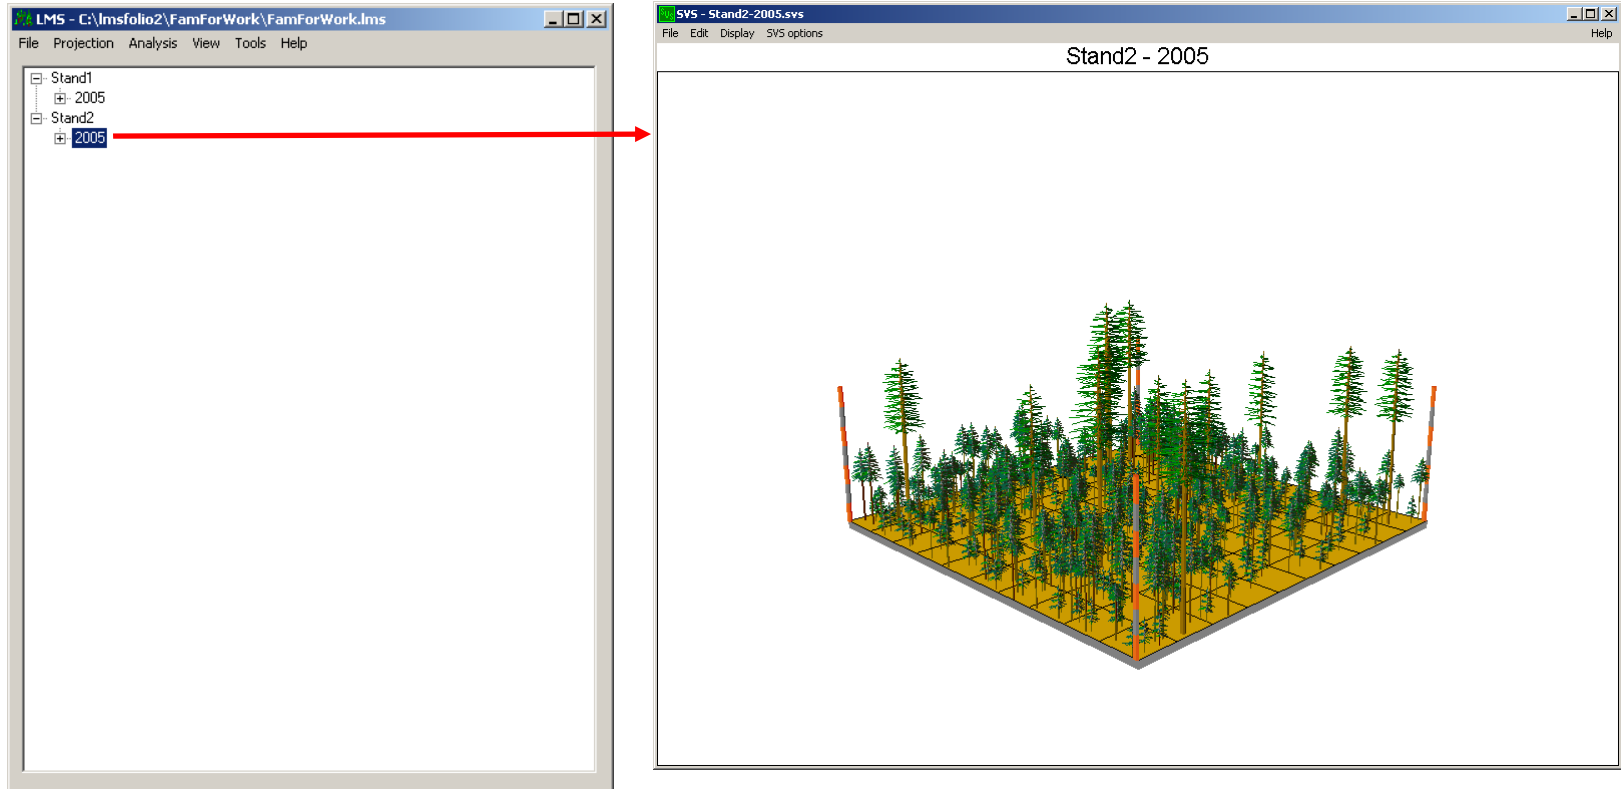 LMS - C:\lmsfolio2\FamForWork\FamForWork.lms
File Projection Analysis View Tools Help
Stand1
2005
Stand2
2005
SVS - Stand2-2005.svs
File Edit Display SVS options Help
Stand2 - 2005